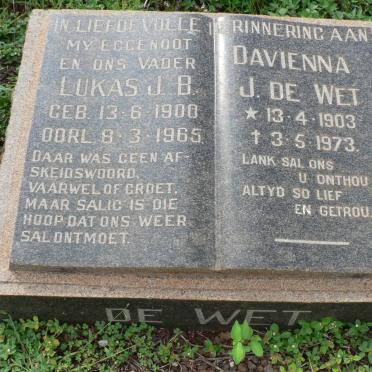 IN LIEFDEVOLLE HERINNERING AAN
MY EGGENOOT
EN ONS VADER
LUKAS J. B.
GEB. 13-6-1900
OORL. 8-3-1965
DAAR WAS GEEN AF-
SKEIDSWOORD,
VAARWEL OF GROET.
MAAR SALIG IS DIE
HOOP DAT ONS WEER
SAL ONTMOET.
DAVIENNA
J. DE WET
★ 13-4-1903
✝ 3-5-1973
LANK SAL ONS
U ONTHOU
ALTYD SO LIEF
EN GETROU.
DE WET